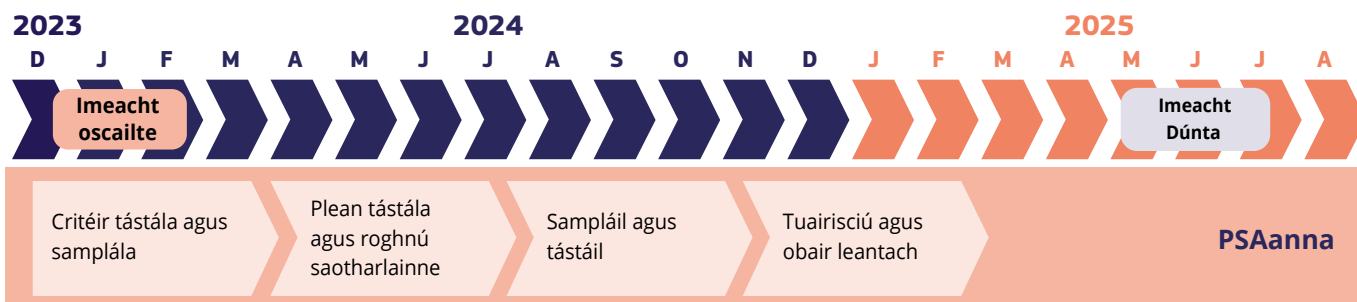 2023 2024 2025
D J F M A M J J A S O N D J F M A M J J A
Imeacht
oscailte
Imeacht
Dúnta
Critéir tástála agus
samplála
Plean tástála
agus roghnú
saotharlainne
Sampláil agus
tástáil
Tuairisciú agus
obair leantach
PSAanna